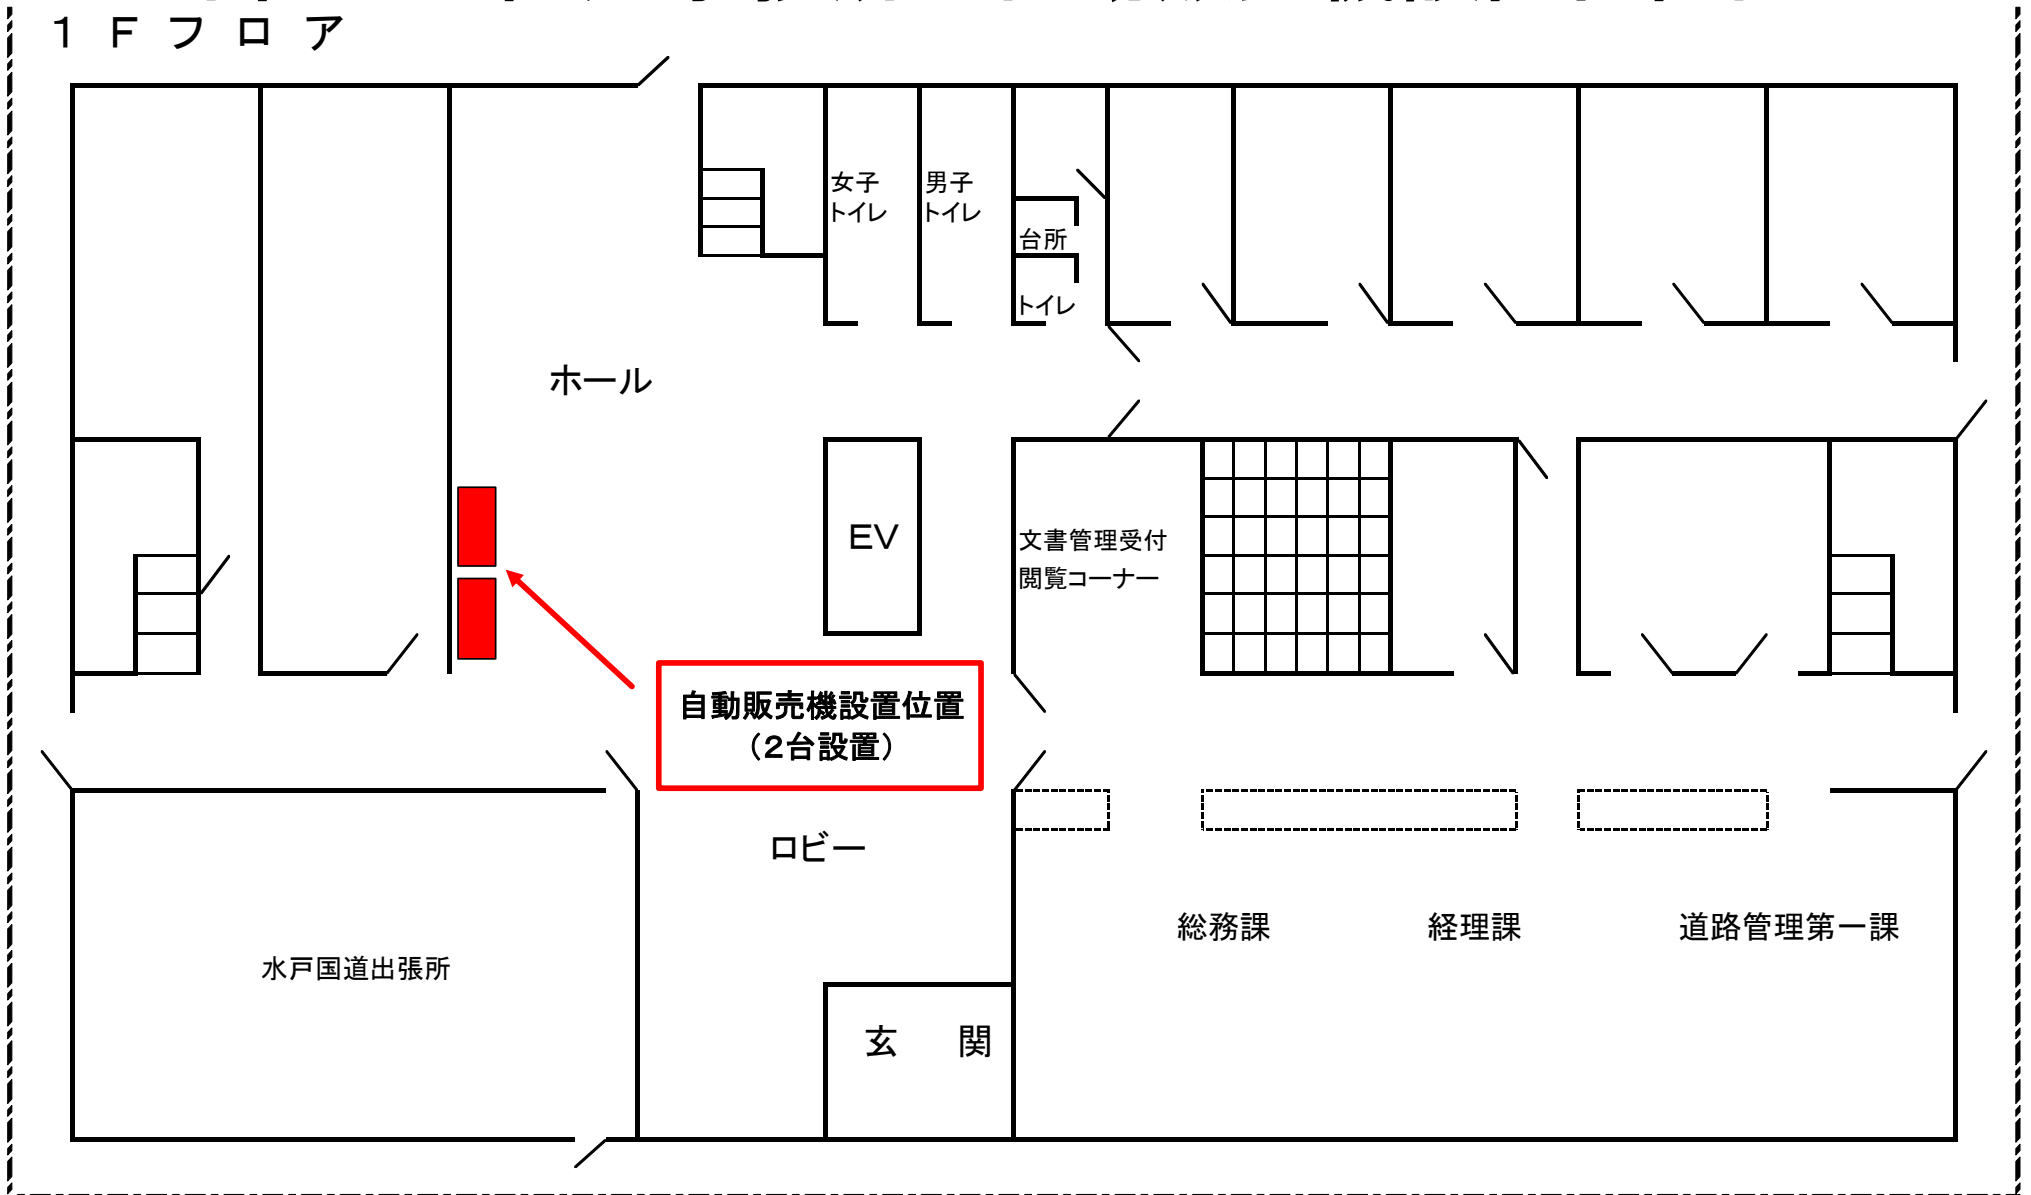 １Ｆフロア
女子
トイレ
男子
トイレ
台所
トイレ
ホール
EV
文書管理受付
閲覧コーナー
自動販売機設置位置
（２台設置）
ロビー
総務課
経理課
道路管理第一課
水戸国道出張所
玄　関